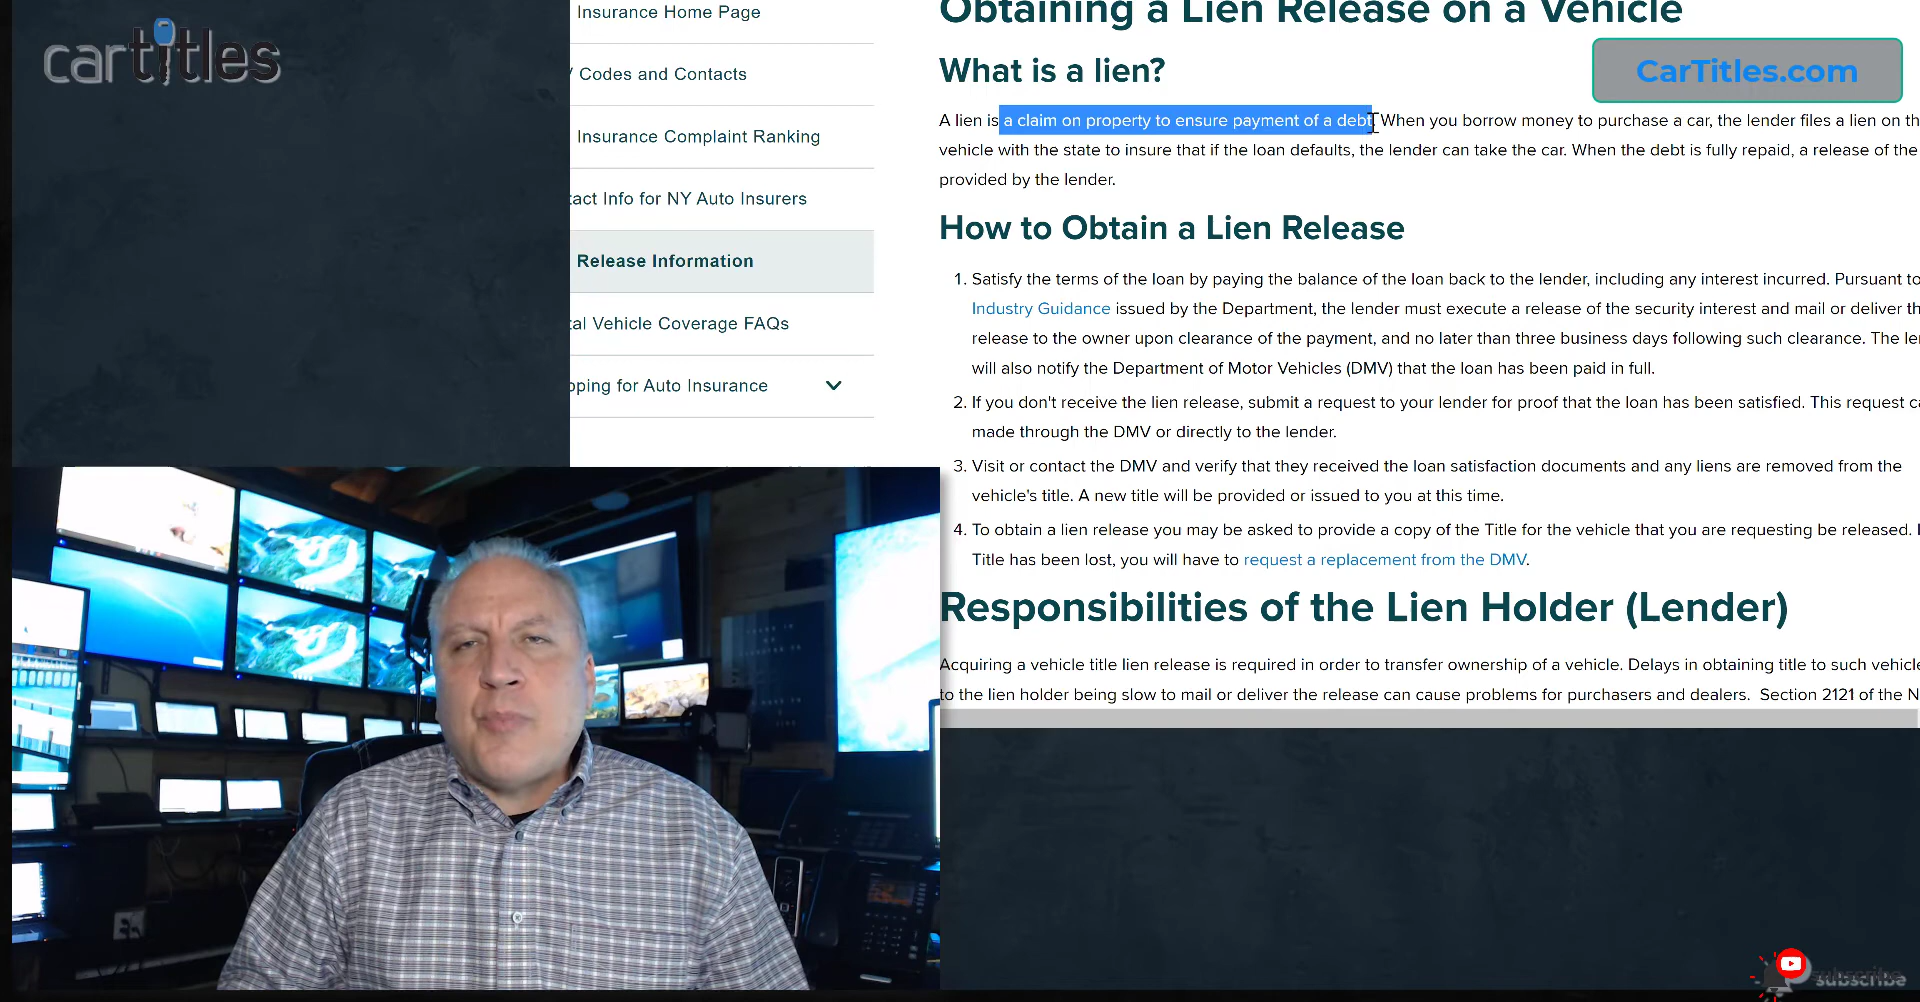 cartitles
Insurance Home Page
Codes and Contacts
Insurance Complaint Ranking
tact Info for NY Auto Insurers
Release Information
tal Vehicle Coverage FAQs
pping for Auto Insurance
Obtaining a Lien Release on a Vehicle
CarTitles.com
What is a lien?
A lien is a claim on property to ensure payment of a debt. When you borrow money to purchase a car, the lender files a lien on th
vehicle with the state to insure that if the loan defaults, the lender can take the car. When the debt is fully repaid, a release of the
provided by the lender.
How to Obtain a Lien Release
1. Satisfy the terms of the loan by paying the balance of the loan back to the lender, including any interest incurred. Pursuant to
Industry Guidance issued by the Department, the lender must execute a release of the security interest and mail or deliver th
release to the owner upon clearance of the payment, and no later than three business days following such clearance. The le
will also notify the Department of Motor Vehicles (DMV) that the loan has been paid in full.
2. If you don't receive the lien release, submit a request to your lender for proof that the loan has been satisfied. This request ca
made through the DMV or directly to the lender.
3. Visit or contact the DMV and verify that they received the loan satisfaction documents and any liens are removed from the
vehicle's title. A new title will be provided or issued to you at this time.
4. To obtain a lien release you may be asked to provide a copy of the Title for the vehicle that you are requesting be released. I
Title has been lost, you will have to request a replacement from the DMV.
Responsibilities of the Lien Holder (Lender)
Acquiring a vehicle title lien release is required in order to transfer ownership of a vehicle. Delays in obtaining title to such vehicle
to the lien holder being slow to mail or deliver the release can cause problems for purchasers and dealers. Section 2121 of the N
subscribe